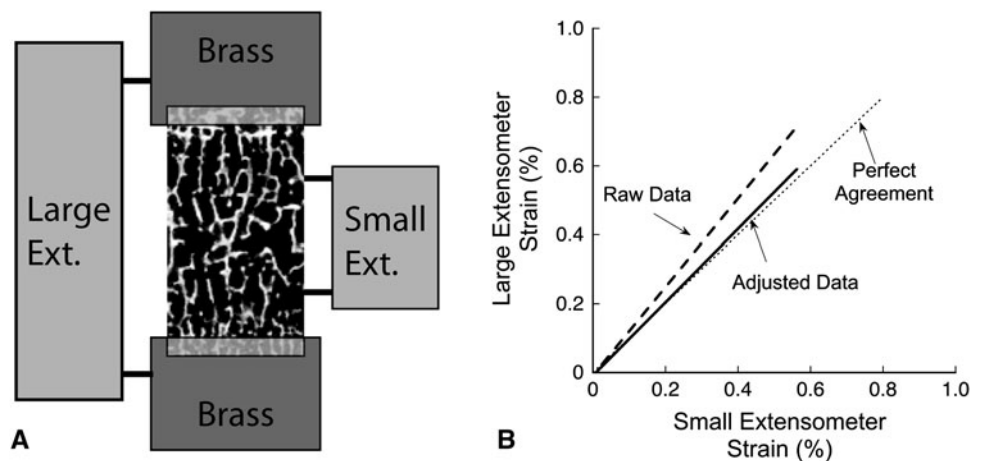 Brass
Large
Ext.
Small
Ext.
Brass
A
1.0
0.8
0.6
0.4
0.2
0
Large Extensometer
Strain (%)
Raw Data
Perfect
Agreement
Adjusted Data
0
0.2
0.4
0.6
0.8
1.0
Small Extensometer
Strain (%)
B